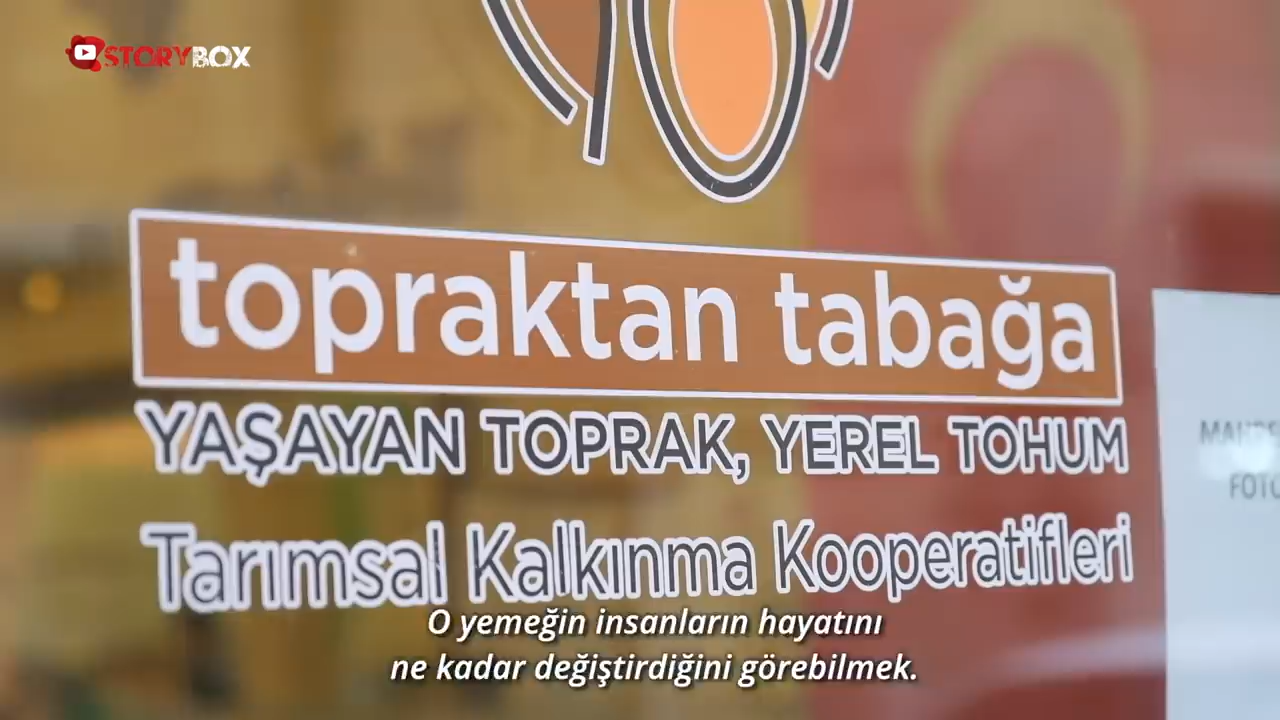 STORYBOX
topraktan tabağa
YAŞAYAN TOPRAK, YEREL TOHUM
Tarımsal Kalkınma Kooperatifleri
O yemeğin insanların hayatını
ne kadar değiştirdiğini görebilmek.